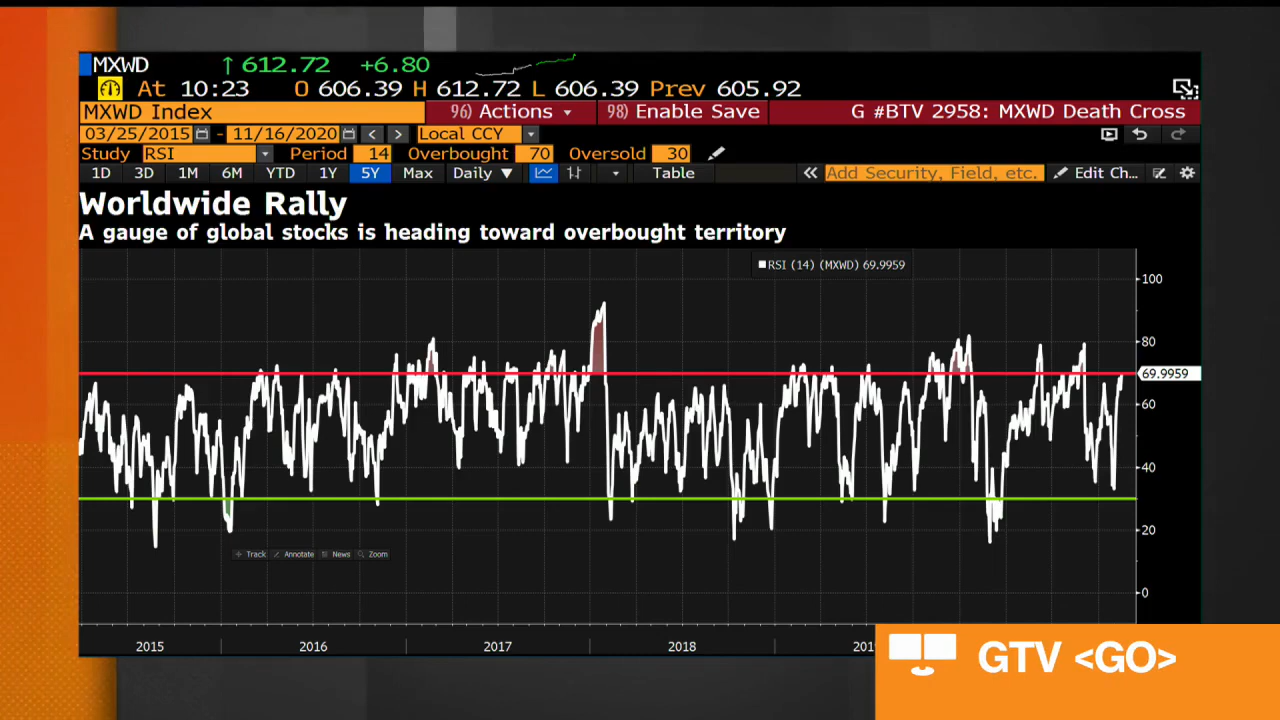 MXWD ↑ 612.72 +6.80
At 10:23 O 606.39 H 612.72 L 606.39 Prev 605.92
MXWD Index 96) Actions 98) Enable Save G #BTV 2958: MXWD Death Cross
03/25/2015 - 11/16/2020 < > Local CCY
Study RSI Period 14 Overbought 70 Oversold 30
1D 3D 1M 6M YTD 1Y 5Y Max Daily ▼ Table « Add Security, Field, etc. Edit Ch...
Worldwide Rally
A gauge of global stocks is heading toward overbought territory
RSI (14) (MXWD) 69.9959
100
80
69.9959
60
40
20
Track Annotate News Zoom
0
2015 2016 2017 2018 2019
GTV <GO>